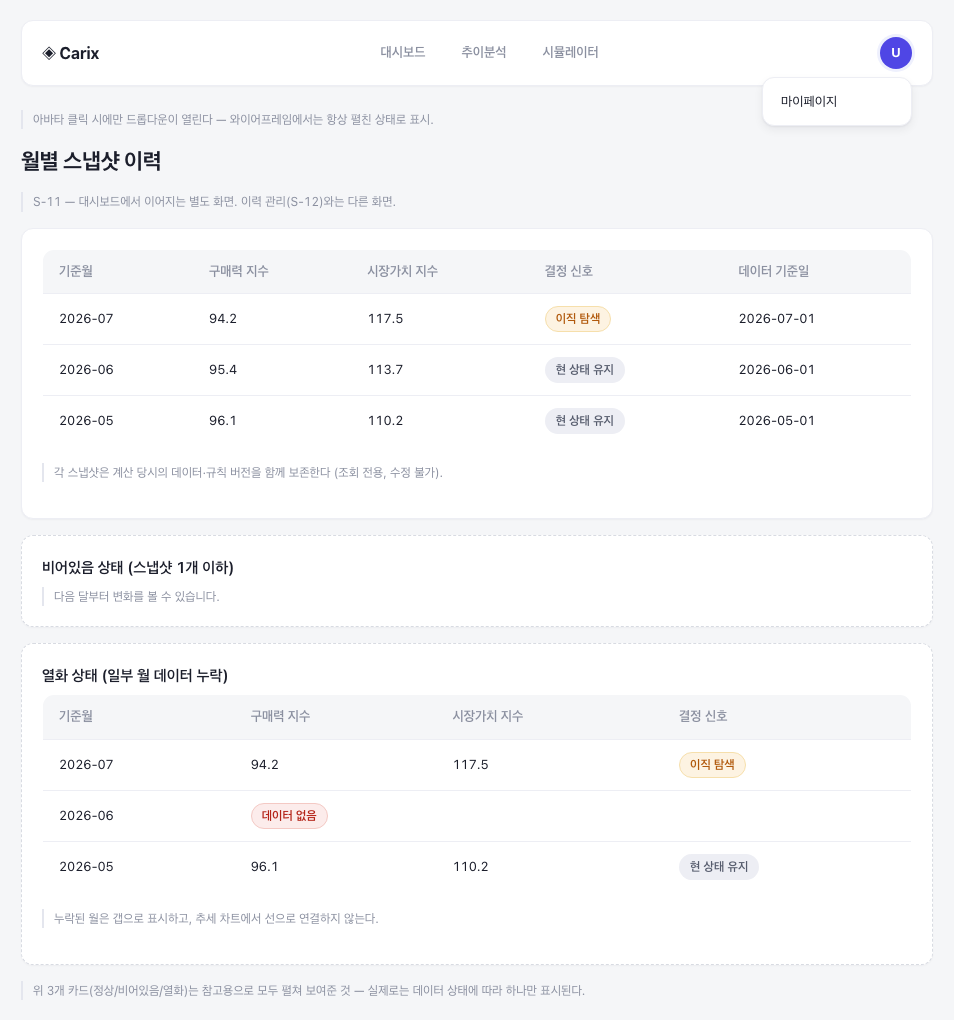 ◈ Carix
대시보드 추이분석 시뮬레이터
U
마이페이지
아바타 클릭 시에만 드롭다운이 열린다 — 와이어프레임에서는 항상 펼친 상태로 표시.
월별 스냅샷 이력
S-11 — 대시보드에서 이어지는 별도 화면. 이력 관리(S-12)와는 다른 화면.
기준월 구매력 지수 시장가치 지수 결정 신호 데이터 기준일
2026-07 94.2 117.5 이직 탐색 2026-07-01
2026-06 95.4 113.7 현 상태 유지 2026-06-01
2026-05 96.1 110.2 현 상태 유지 2026-05-01
각 스냅샷은 계산 당시의 데이터·규칙 버전을 함께 보존한다 (조회 전용, 수정 불가).
비어있음 상태 (스냅샷 1개 이하)
다음 달부터 변화를 볼 수 있습니다.
열화 상태 (일부 월 데이터 누락)
기준월 구매력 지수 시장가치 지수 결정 신호
2026-07 94.2 117.5 이직 탐색
2026-06 데이터 없음
2026-05 96.1 110.2 현 상태 유지
누락된 월은 갭으로 표시하고, 추세 차트에서 선으로 연결하지 않는다.
위 3개 카드(정상/비어있음/열화)는 참고용으로 모두 펼쳐 보여준 것 — 실제로는 데이터 상태에 따라 하나만 표시된다.